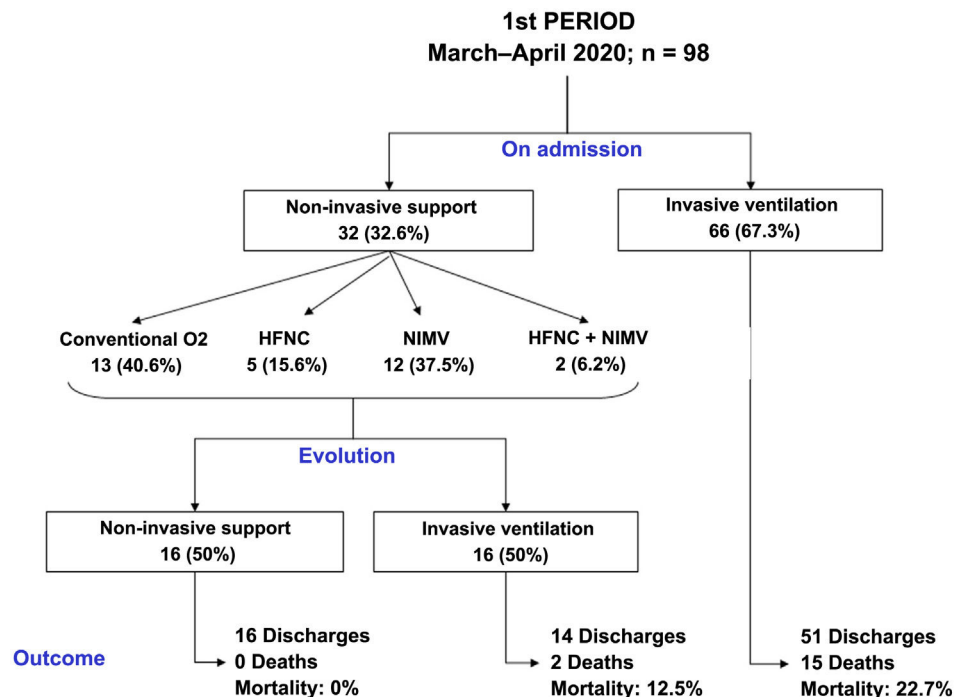 1st PERIOD
March–April 2020; n = 98
On admission
Non-invasive support
32 (32.6%)
Invasive ventilation
66 (67.3%)
Conventional O2
13 (40.6%)
HFNC
5 (15.6%)
NIMV
12 (37.5%)
HFNC + NIMV
2 (6.2%)
Evolution
Non-invasive support
16 (50%)
Invasive ventilation
16 (50%)
Outcome
16 Discharges
0 Deaths
Mortality: 0%
14 Discharges
2 Deaths
Mortality: 12.5%
51 Discharges
15 Deaths
Mortality: 22.7%